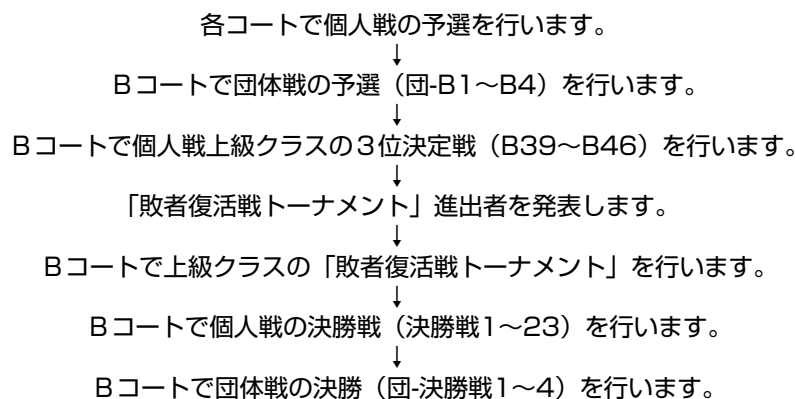 各コートで個人戦の予選を行います。
↓
Bコートで団体戦の予選（団-B1～B4）を行います。
↓
Bコートで個人戦上級クラスの3位決定戦（B39～B46）を行います。
↓
「敗者復活戦トーナメント」進出者を発表します。
↓
Bコートで上級クラスの「敗者復活戦トーナメント」を行います。
↓
Bコートで個人戦の決勝戦（決勝戦1～23）を行います。
↓
Bコートで団体戦の決勝（団-決勝戦1～4）を行います。